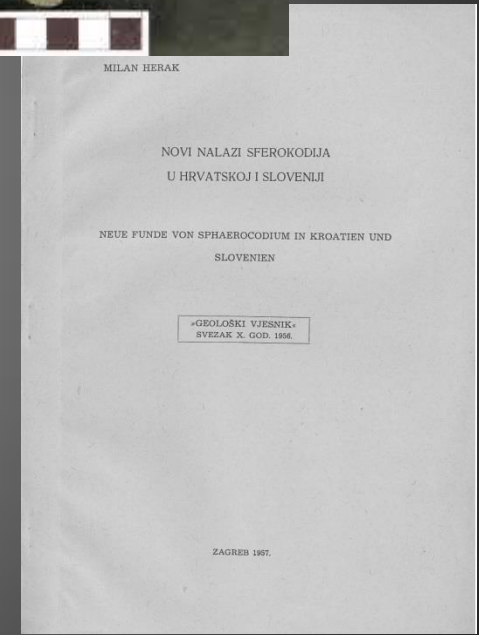 MILAN HERAK
NOVI NALAZI SFEROKODIJA
U HRVATSKOJ I SLOVENIJI
NEUE FUNDE VON SPHAEROCODIUM IN KROATIEN UND
SLOVENIEN
»GEOLOŠKI VJESNIK«
SVEZAK X. GOD. 1956.
ZAGREB 1957.